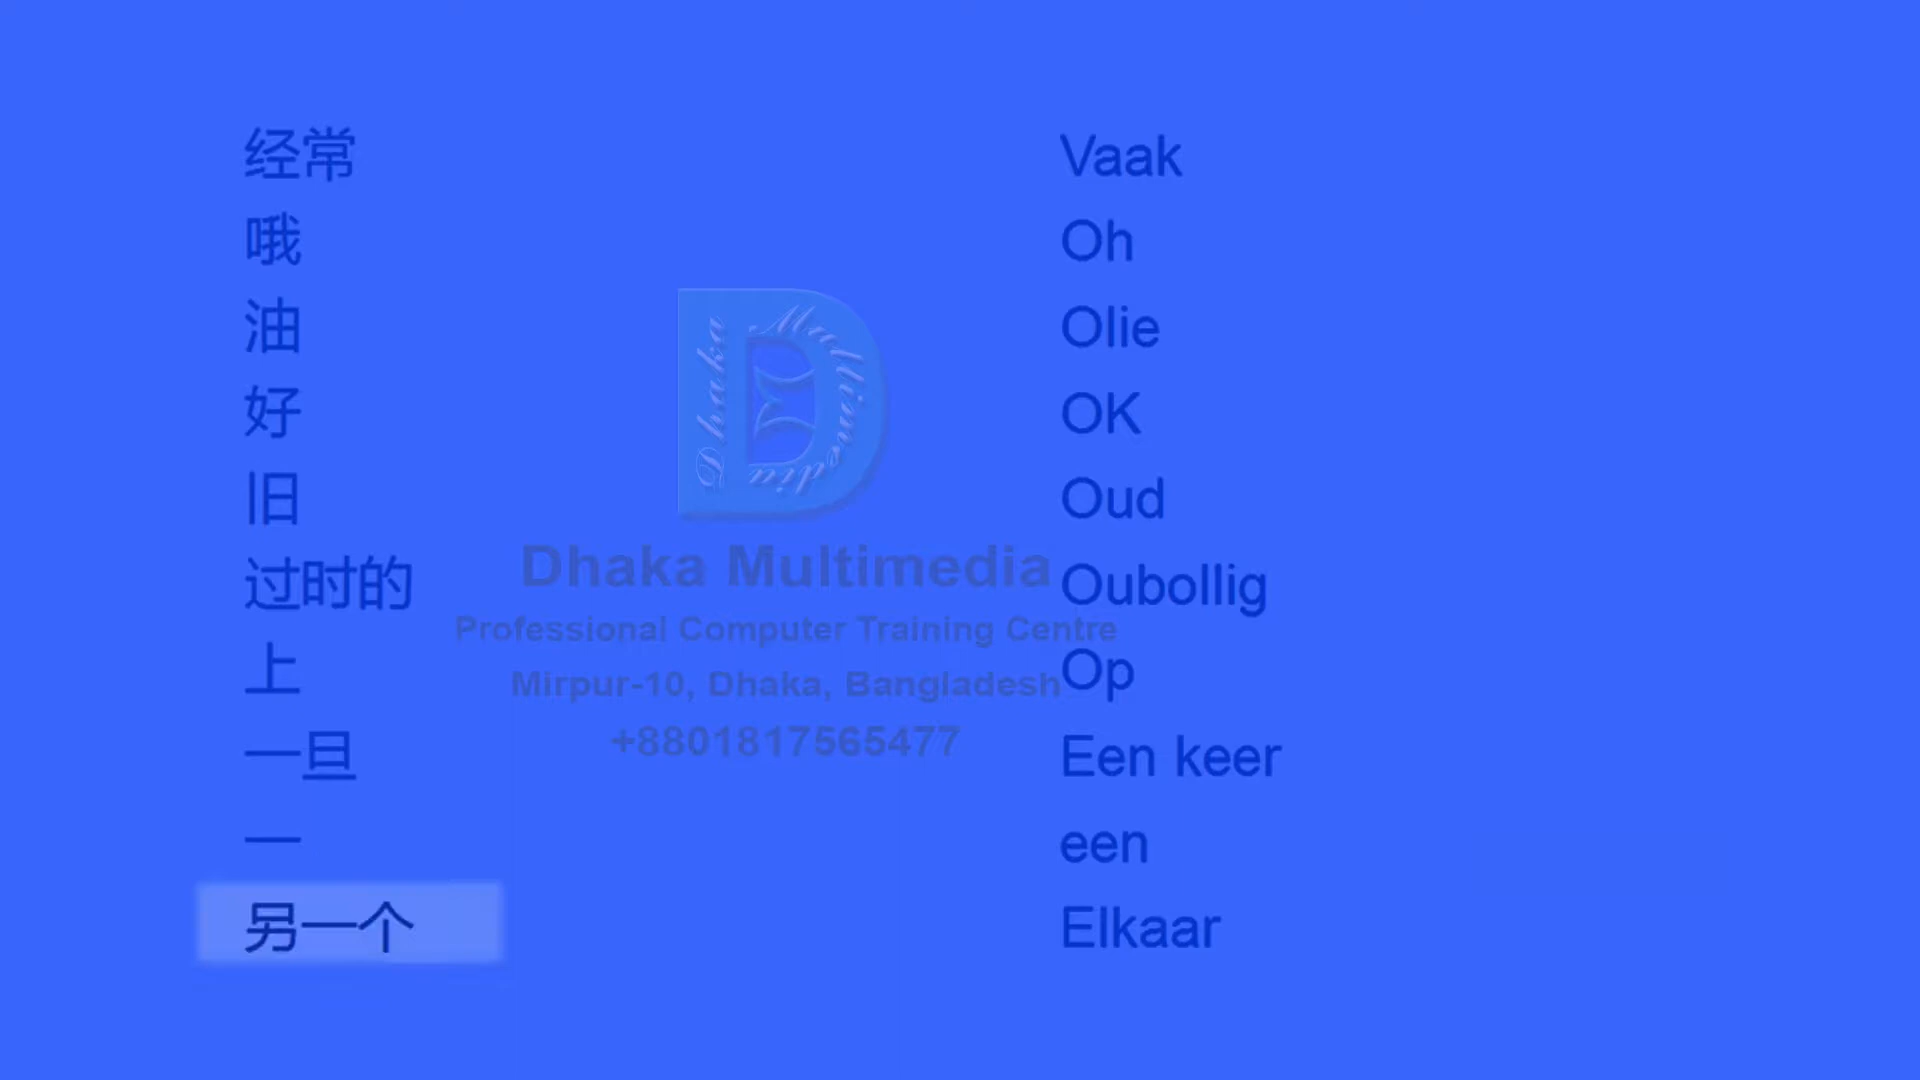 经常 Vaak
哦 Oh
油 Olie
好 OK
旧 Oud
过时的 Oubollig
上 Op
一旦 Een keer
一 een
另一个 Elkaar
Dhaka Multimedia
Dhaka Multimedia
Professional Computer Training Centre
Mirpur-10, Dhaka, Bangladesh
+8801817565477